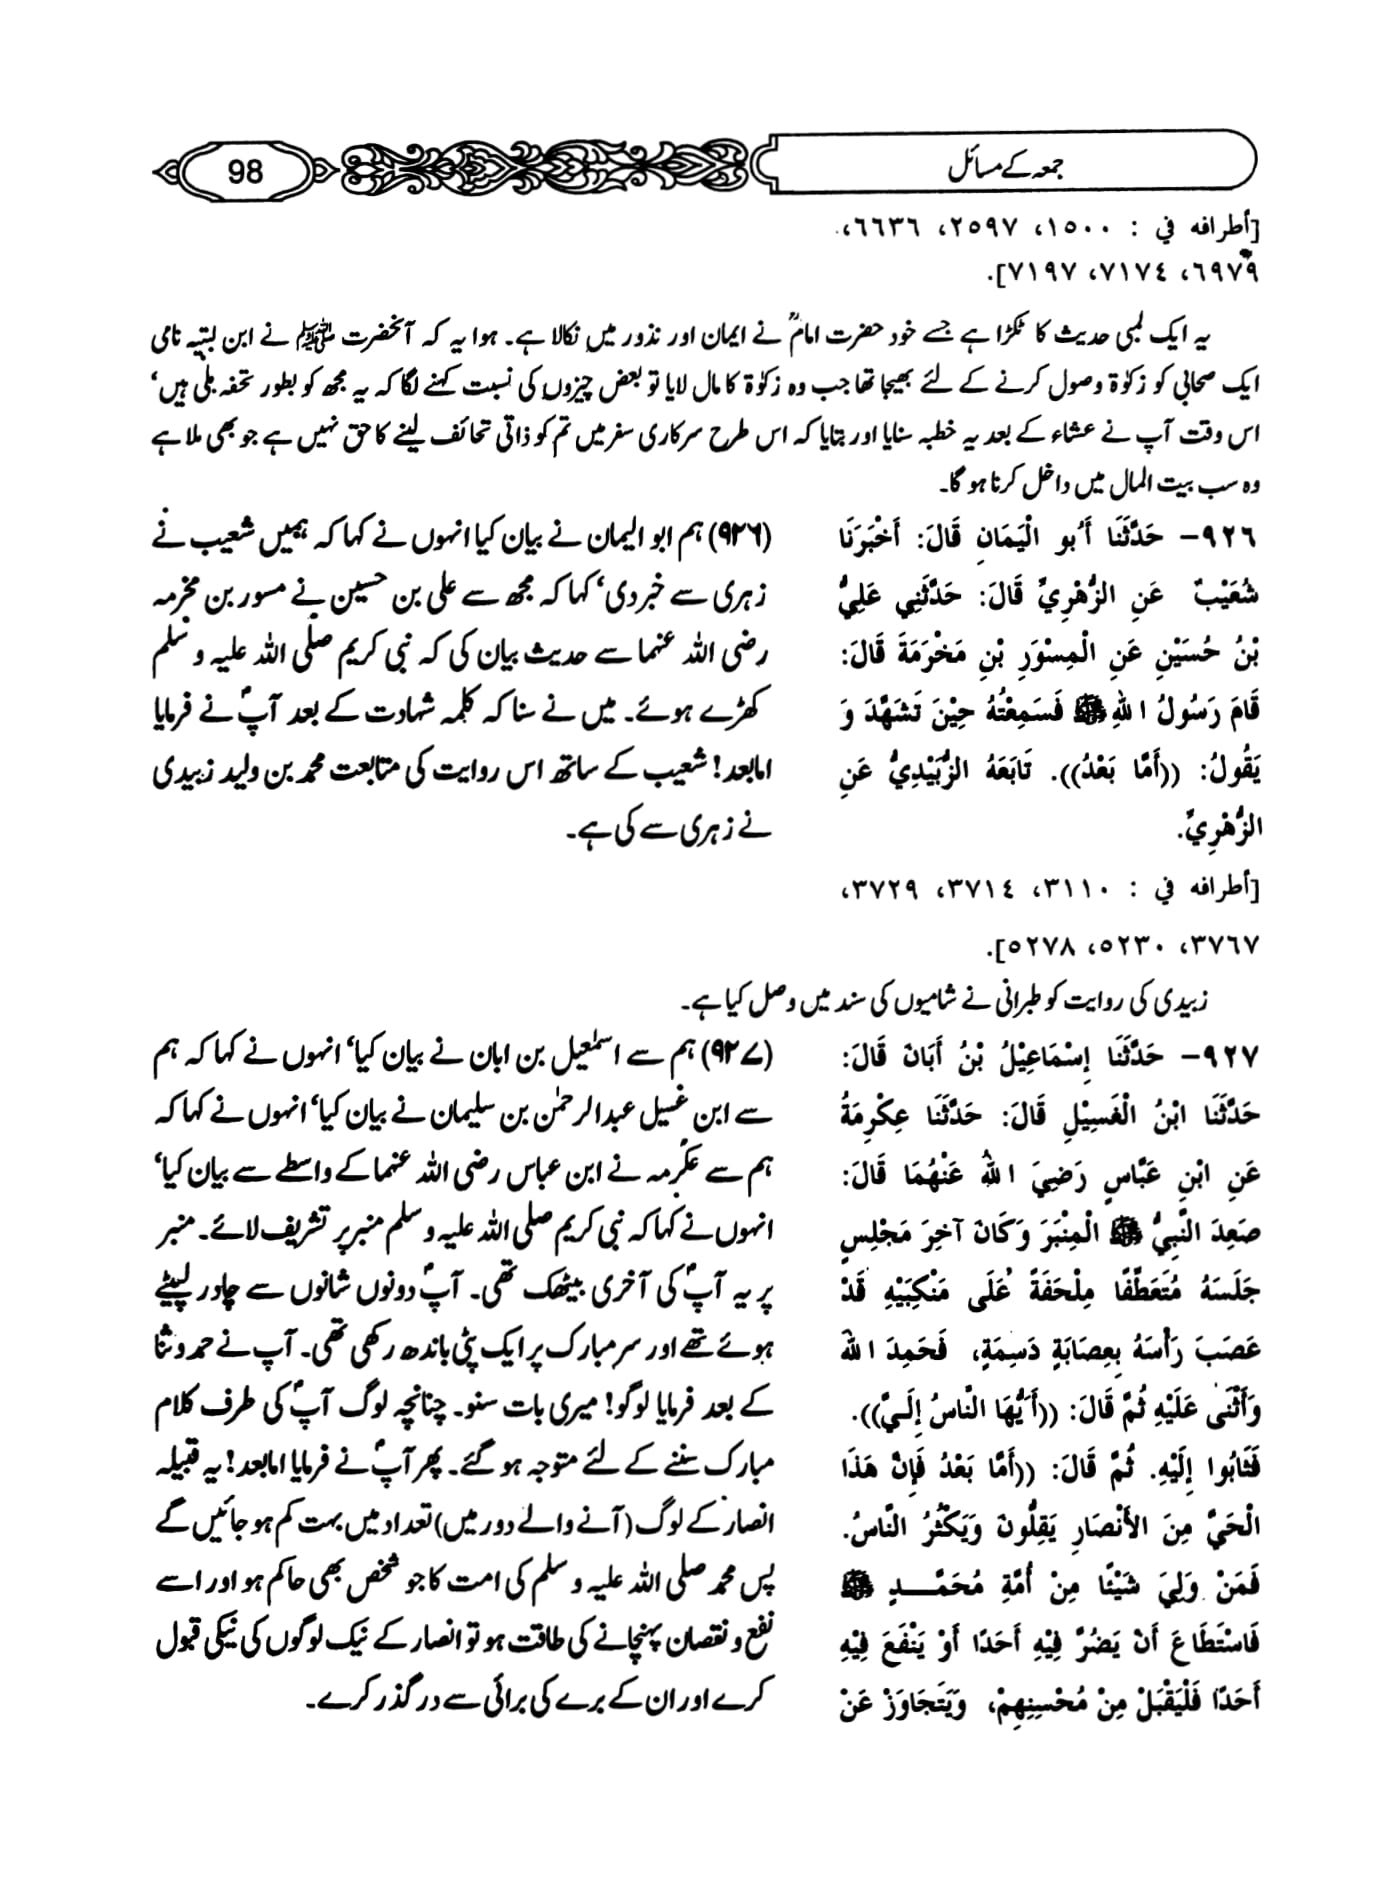 جمعہ کے مسائل
98
[أطرافه في : ١٥٠٠، ٢٥٩٧، ٦٦٣٦،
٦٩٧٩، ٧١٧٤، ٧١٩٧].
یہ ایک لمبی حدیث کا ٹکڑا ہے جسے خود حضرت امامؒ نے ایمان اور نذور میں نکالا ہے۔ ہوا یہ کہ آنحضرت ﷺ نے ابن لبتیہ نامی
ایک صحابی کو زکوٰۃ وصول کرنے کے لئے بھیجا تھا جب وہ زکوٰۃ کا مال لایا تو بعض چیزوں کی نسبت کہنے لگا کہ یہ مجھ کو بطور تحفہ ملی ہیں‘
اس وقت آپ نے عشاء کے بعد یہ خطبہ سنایا اور بتایا کہ اس طرح سرکاری سفر میں تم کو ذاتی تحائف لینے کا حق نہیں ہے جو بھی ملا ہے
وہ سب بیت المال میں داخل کرنا ہو گا۔
٩٢٦– حَدَّثَنَا أَبُو الْيَمَانِ قَالَ: أَخْبَرَنَا
شُعَيْبٌ عَنِ الزُّهْرِيِّ قَالَ: حَدَّثَنِي عَلِيُّ
بْنُ حُسَيْنٍ عَنِ الْمِسْوَرِ بْنِ مَخْرَمَةَ قَالَ:
قَامَ رَسُولُ اللهِ ﷺ فَسَمِعْتُهُ حِيْنَ تَشَهَّدَ وَ
يَقُولُ: ((أَمَّا بَعْدُ)). تَابَعَهُ الزُّبَيْدِيُّ عَنِ
الزُّهْرِيِّ.
[أطرافه في : ٣١١٠، ٣٧١٤، ٣٧٢٩،
٣٧٦٧، ٥٢٣٠، ٥٢٧٨].
(۹۲۶) ہم ابو الیمان نے بیان کیا انہوں نے کہا کہ ہمیں شعیب نے
زہری سے خبر دی‘ کہا کہ مجھ سے علی بن حسین نے مسور بن مخرمہ
رضی اللہ عنہما سے حدیث بیان کی کہ نبی کریم صلی اللہ علیہ و سلم
کھڑے ہوئے۔ میں نے سنا کہ کلمہ شہادت کے بعد آپؐ نے فرمایا
امابعد! شعیب کے ساتھ اس روایت کی متابعت محمد بن ولید زبیدی
نے زہری سے کی ہے۔
زبیدی کی روایت کو طبرانی نے شامیوں کی سند میں وصل کیا ہے۔
٩٢٧– حَدَّثَنَا إِسْمَاعِيْلُ بْنُ أَبَانَ قَالَ:
حَدَّثَنَا ابْنُ الْغَسِيْلِ قَالَ: حَدَّثَنَا عِكْرِمَةُ
عَنِ ابْنِ عَبَّاسٍ رَضِيَ اللهُ عَنْهُمَا قَالَ:
صَعِدَ النَّبِيُّ ﷺ الْمِنْبَرَ وَكَانَ آخِرَ مَجْلِسٍ
جَلَسَهُ مُتَعَطِّفًا مِلْحَفَةً عَلَى مَنْكِبَيْهِ قَدْ
عَصَبَ رَأْسَهُ بِعِصَابَةٍ دَسِمَةٍ، فَحَمِدَ اللهَ
وَأَثْنَى عَلَيْهِ ثُمَّ قَالَ: ((أَيُّهَا النَّاسُ إِلَيَّ)).
فَثَابُوا إِلَيْهِ. ثُمَّ قَالَ: ((أَمَّا بَعْدُ فَإِنَّ هَذَا
الْحَيَّ مِنَ الأَنْصَارِ يَقِلُّونَ وَيَكْثُرُ النَّاسُ.
فَمَنْ وَلِيَ شَيْئًا مِنْ أُمَّةِ مُحَمَّـــدٍ ﷺ
فَاسْتَطَاعَ أَنْ يَضُرَّ فِيْهِ أَحَدًا أَوْ يَنْفَعَ فِيْهِ
أَحَدًا فَلْيَقْبَلْ مِنْ مُحْسِنِهِمْ، وَيَتَجَاوَزْ عَنْ
(۹۲۷) ہم سے اسمٰعیل بن ابان نے بیان کیا‘ انہوں نے کہا کہ ہم
سے ابن غسیل عبدالرحمٰن بن سلیمان نے بیان کیا‘ انہوں نے کہا کہ
ہم سے عکرمہ نے ابن عباس رضی اللہ عنہما کے واسطے سے بیان کیا‘
انہوں نے کہا کہ نبی کریم صلی اللہ علیہ و سلم منبر پر تشریف لائے۔ منبر
پر یہ آپؐ کی آخری بیٹھک تھی۔ آپؐ دونوں شانوں سے چادر لپیٹے
ہوئے تھے اور سر مبارک پر ایک پٹی باندھ رکھی تھی۔ آپ نے حمد و ثنا
کے بعد فرمایا لوگو! میری بات سنو۔ چنانچہ لوگ آپؐ کی طرف کلام
مبارک سننے کے لئے متوجہ ہو گئے۔ پھر آپؐ نے فرمایا امابعد! یہ قبیلہ
انصار کے لوگ (آنے والے دور میں) تعداد میں بہت کم ہو جائیں گے
پس محمد صلی اللہ علیہ و سلم کی امت کا جو شخص بھی حاکم ہو اور اسے
نفع و نقصان پہنچانے کی طاقت ہو تو انصار کے نیک لوگوں کی نیکی قبول
کرے اور ان کے برے کی برائی سے در گذر کرے۔